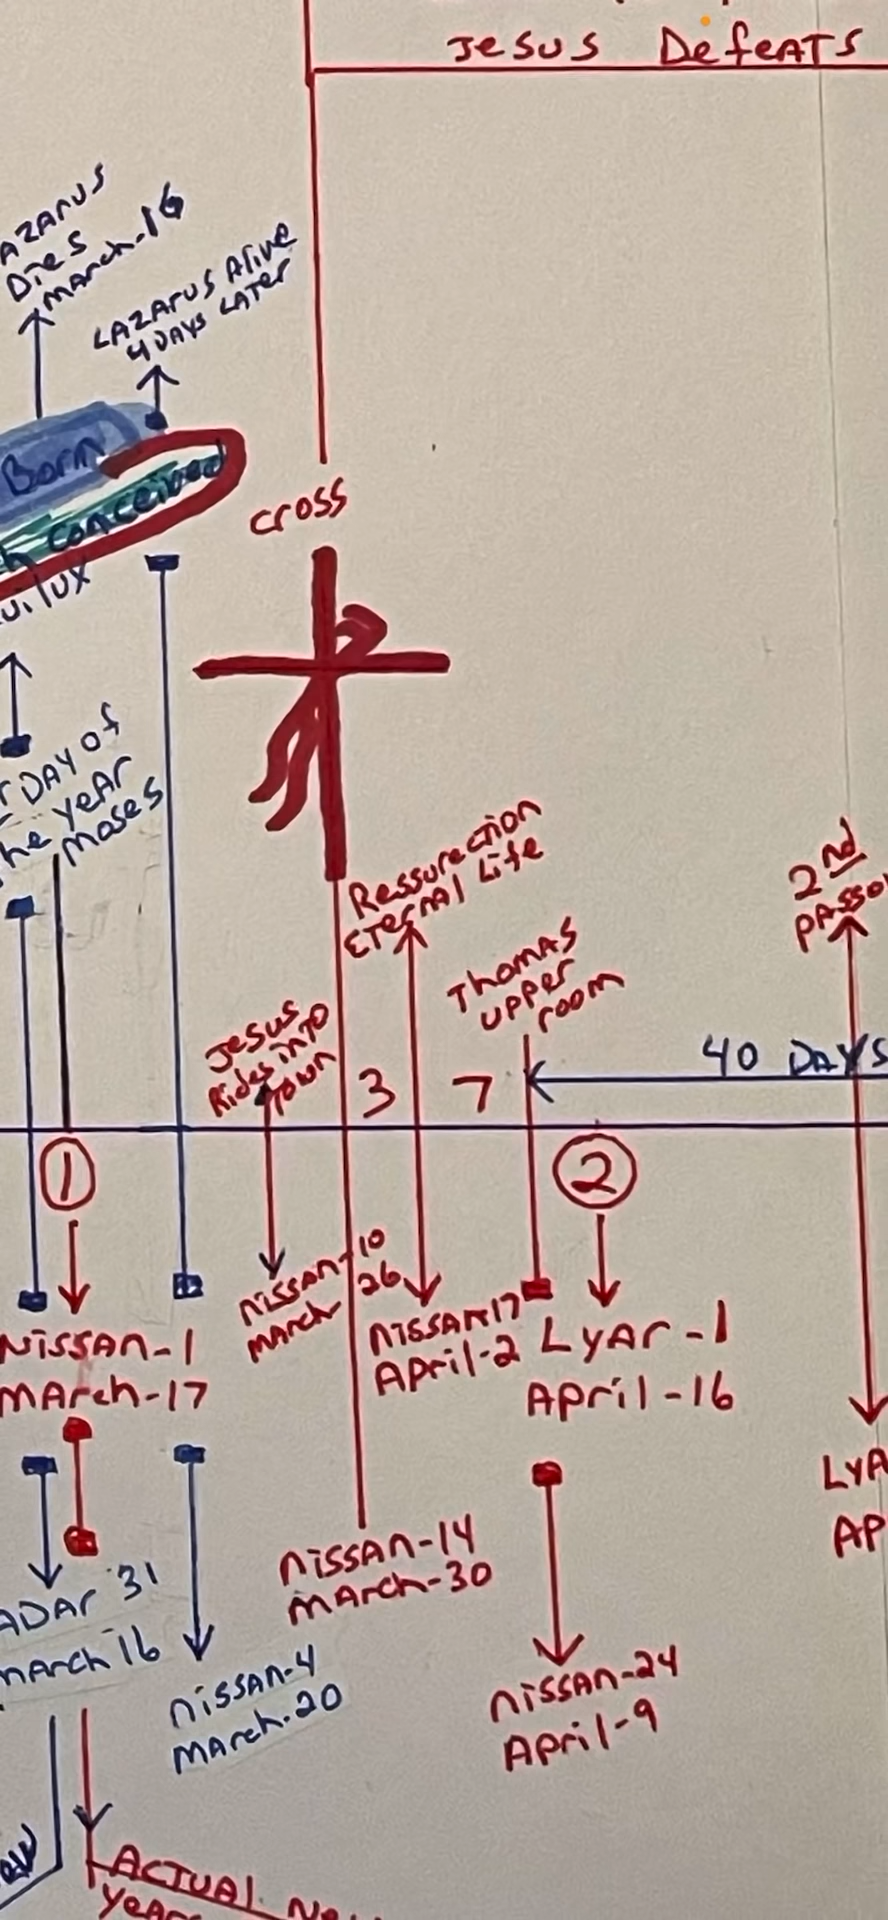 Jesus Defeats
Dies
March-16
Lazarus Alive
4 Days Later
Born
conceived
cross
Day of
The year
Moses
Ressurection
Eternal Life
2nd
Thomas
upper
room
Jesus
Rides into
Town
40 Days
3
7
1
2
Nissan-10
March 26
Nissan-17
April-2
Nissan-1
March-17
Lyar-1
April-16
Nissan-14
March-30
Adar 31
March 16
Nissan-4
March-20
Nissan-24
April-9
Actual